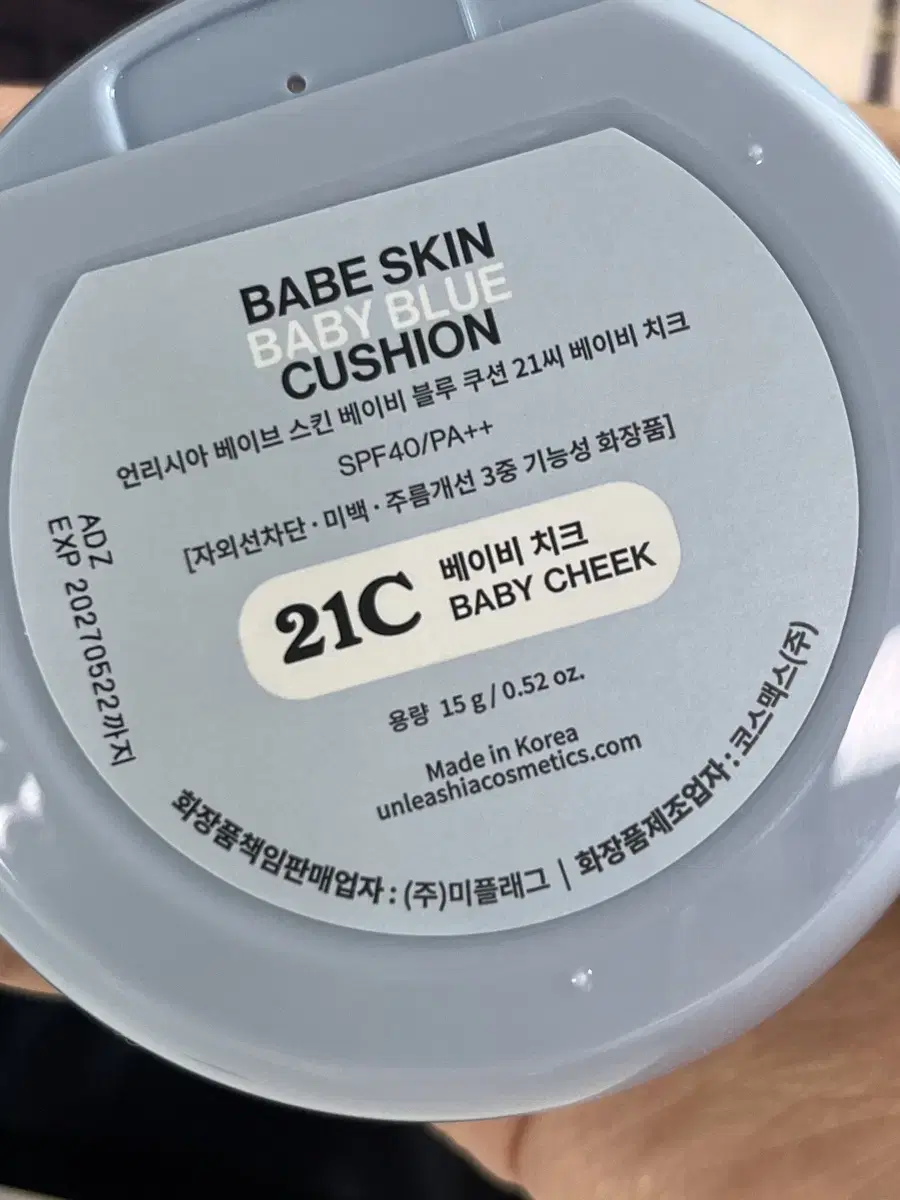 BABE SKIN
BABY BLUE
CUSHION
언리시아 베이브 스킨 베이비 블루 쿠션 21씨 베이비 치크
SPF40/PA++
[자외선차단 · 미백 · 주름개선 3중 기능성 화장품]
21C
베이비 치크
BABY CHEEK
용량 15 g / 0.52 oz.
Made in Korea
unleashiacosmetics.com
화장품책임판매업자 : (주)미플래그 | 화장품제조업자 : 코스맥스(주)
ADZ
EXP 20270522까지